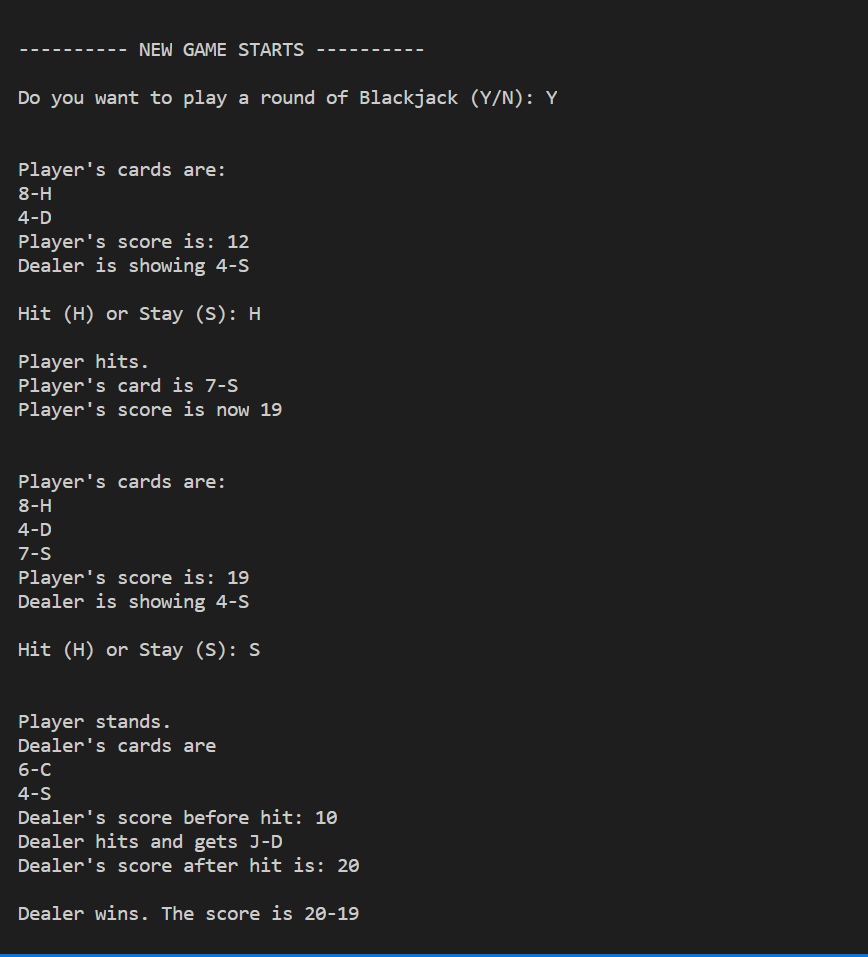 ---------- NEW GAME STARTS ----------
Do you want to play a round of Blackjack (Y/N): Y
Player's cards are:
8-H
4-D
Player's score is: 12
Dealer is showing 4-S
Hit (H) or Stay (S): H
Player hits.
Player's card is 7-S
Player's score is now 19
Player's cards are:
8-H
4-D
7-S
Player's score is: 19
Dealer is showing 4-S
Hit (H) or Stay (S): S
Player stands.
Dealer's cards are
6-C
4-S
Dealer's score before hit: 10
Dealer hits and gets J-D
Dealer's score after hit is: 20
Dealer wins. The score is 20-19